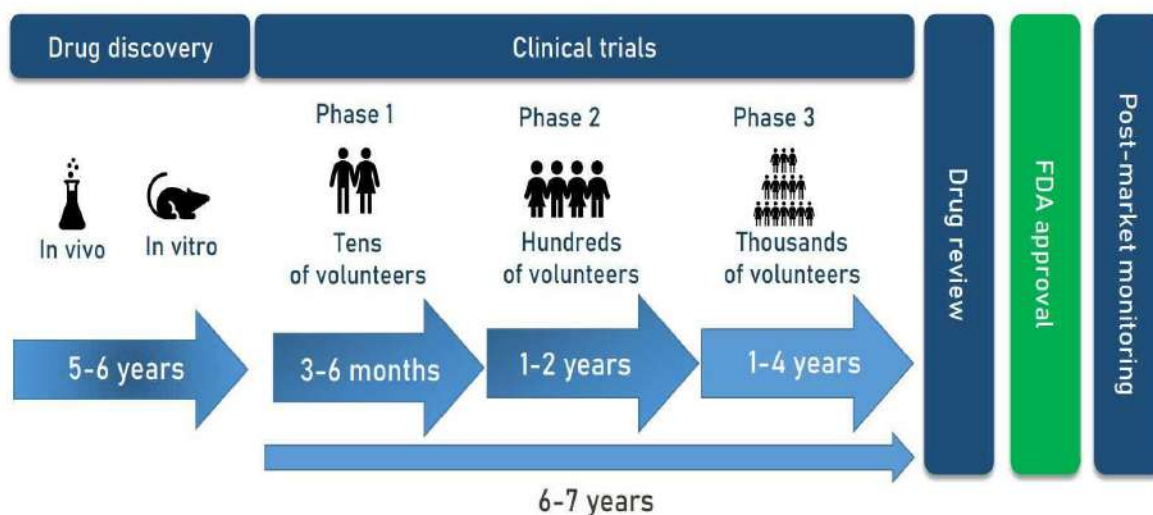 Drug discovery
Clinical trials
Phase 1
Phase 2
Phase 3
In vivo
In vitro
Tens
of volunteers
Hundreds
of volunteers
Thousands
of volunteers
5-6 years
3-6 months
1-2 years
1-4 years
6-7 years
Drug review
FDA approval
Post-market monitoring